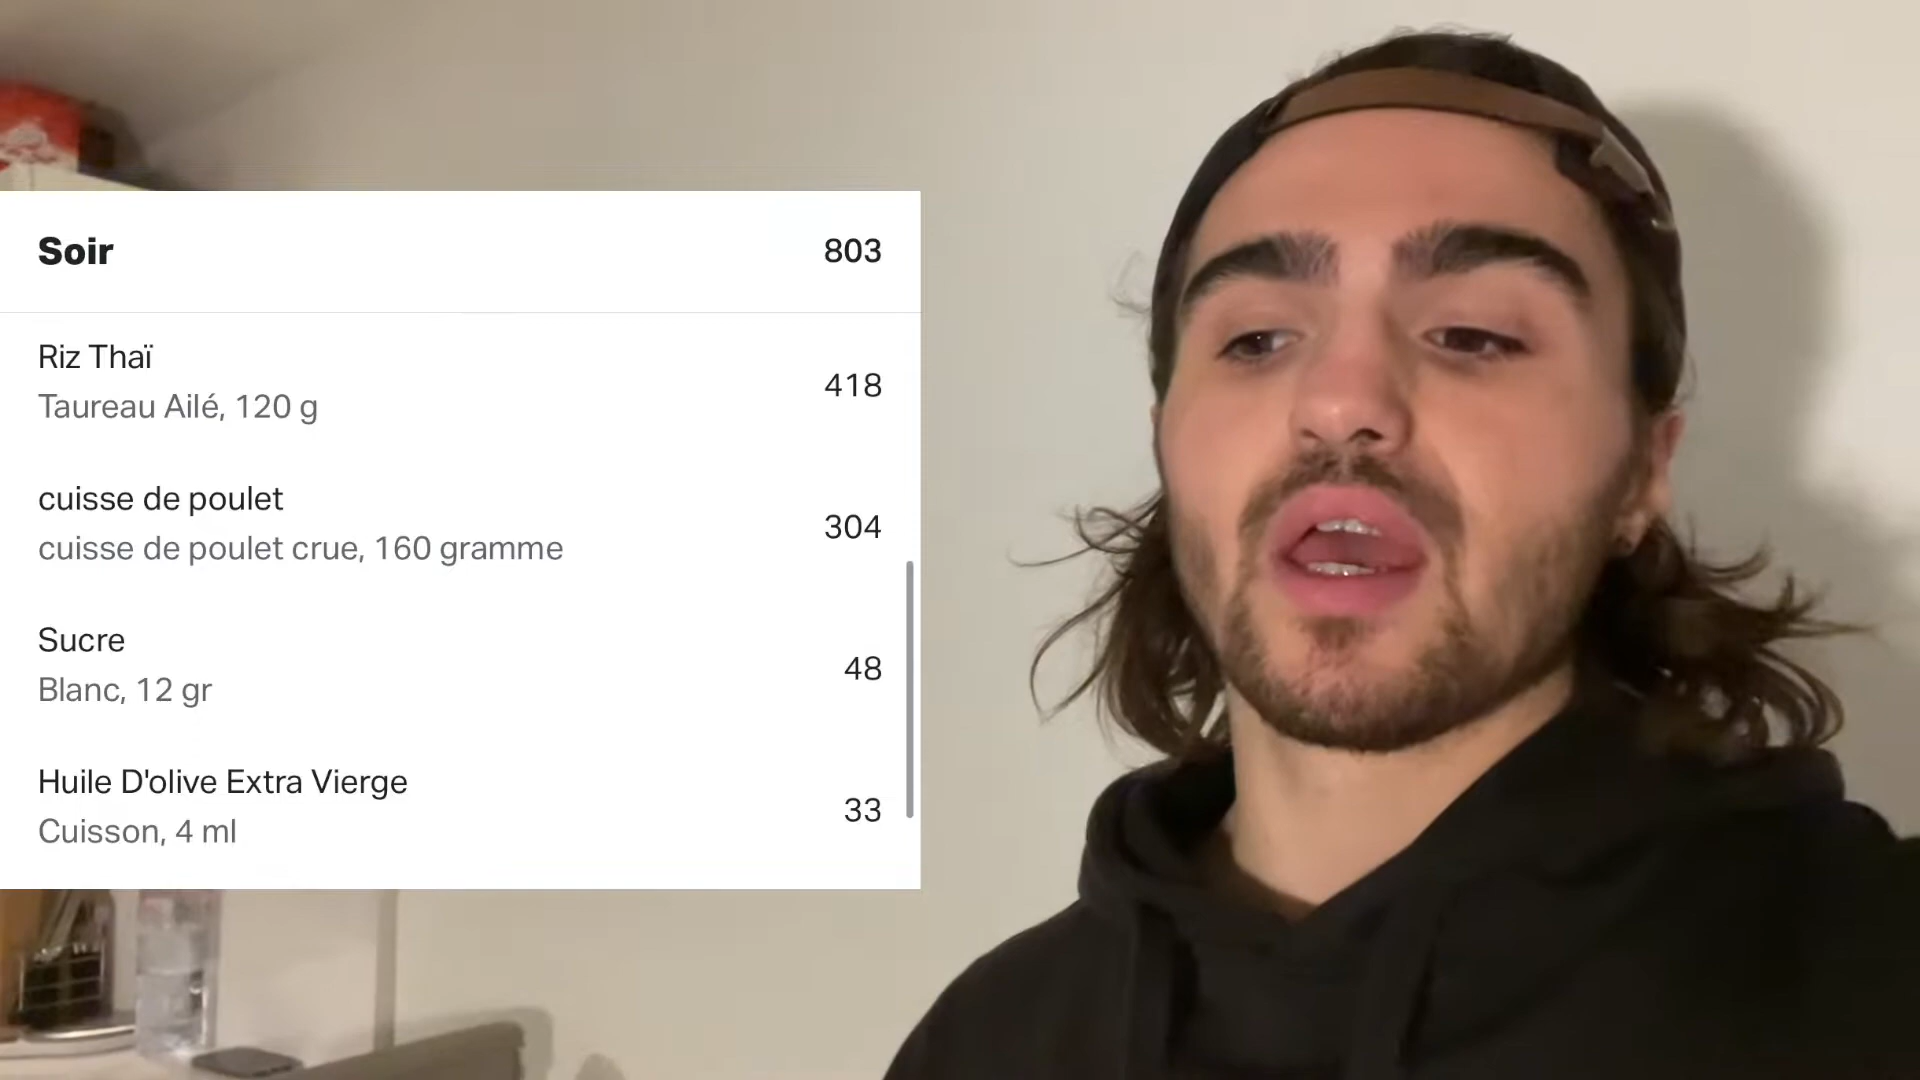 Soir 803
Riz Thaï
Taureau Ailé, 120 g
418
cuisse de poulet
cuisse de poulet crue, 160 gramme
304
Sucre
Blanc, 12 gr
48
Huile D'olive Extra Vierge
Cuisson, 4 ml
33